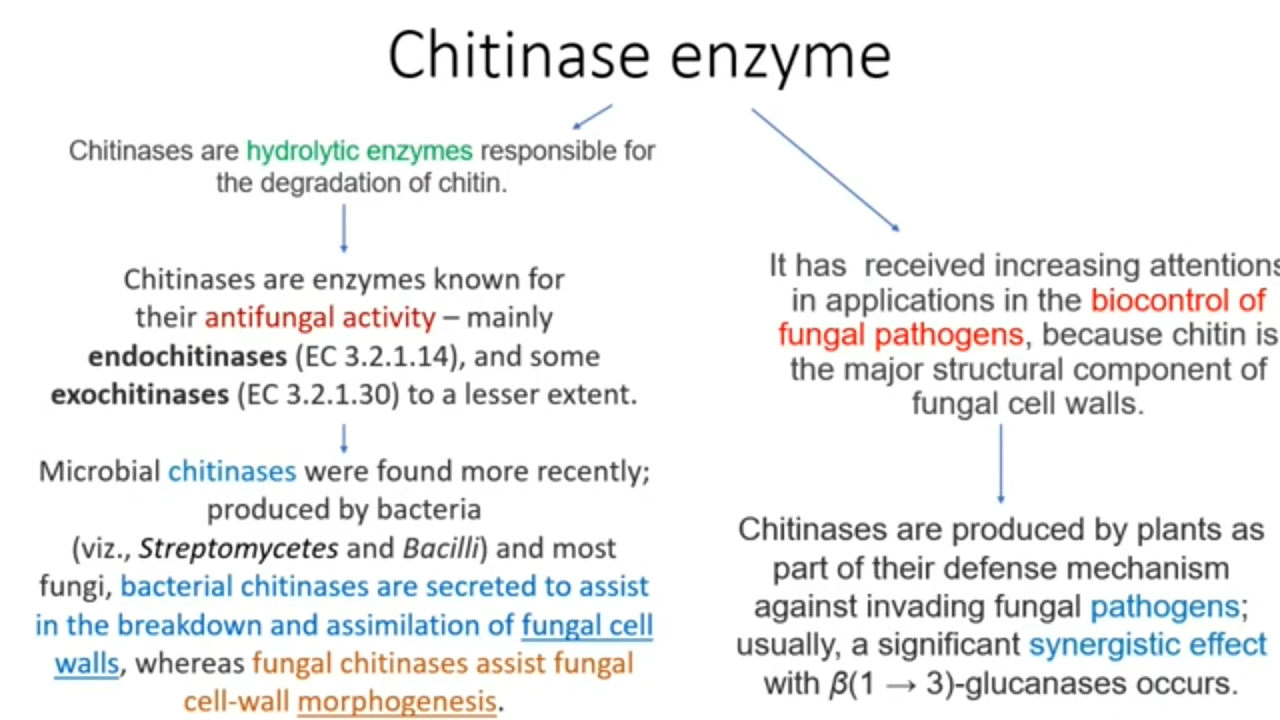 Chitinase enzyme
Chitinases are hydrolytic enzymes responsible for
the degradation of chitin.
Chitinases are enzymes known for
their antifungal activity – mainly
endochitinases (EC 3.2.1.14), and some
exochitinases (EC 3.2.1.30) to a lesser extent.
Microbial chitinases were found more recently;
produced by bacteria
(viz., Streptomycetes and Bacilli) and most
fungi, bacterial chitinases are secreted to assist
in the breakdown and assimilation of fungal cell
walls, whereas fungal chitinases assist fungal
cell-wall morphogenesis.
It has received increasing attentions
in applications in the biocontrol of
fungal pathogens, because chitin is
the major structural component of
fungal cell walls.
Chitinases are produced by plants as
part of their defense mechanism
against invading fungal pathogens;
usually, a significant synergistic effect
with β(1 → 3)-glucanases occurs.